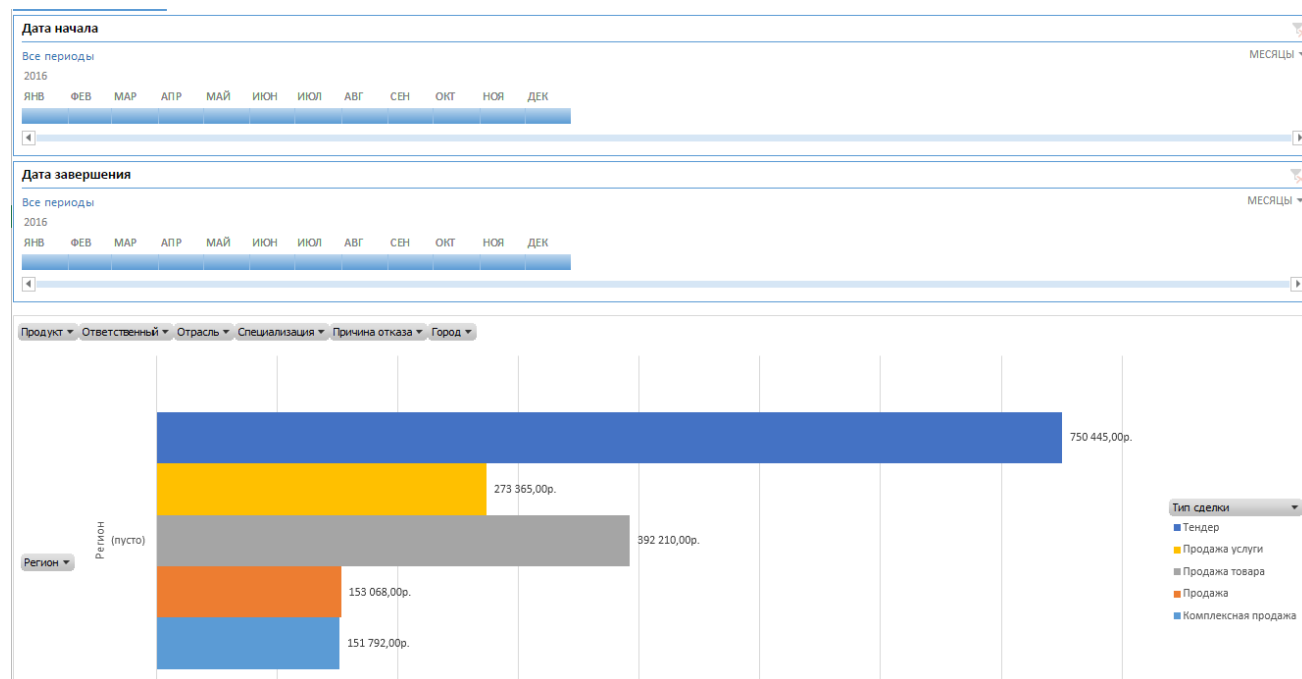 Дата начала
Все периоды
МЕСЯЦЫ
2016
ЯНВ ФЕВ МАР АПР МАЙ ИЮН ИЮЛ АВГ СЕН ОКТ НОЯ ДЕК
Дата завершения
Все периоды
МЕСЯЦЫ
2016
ЯНВ ФЕВ МАР АПР МАЙ ИЮН ИЮЛ АВГ СЕН ОКТ НОЯ ДЕК
Продукт Ответственный Отрасль Специализация Причина отказа Город
750 445,00р.
273 365,00р.
392 210,00р.
153 068,00р.
151 792,00р.
Регион
Регион
(пусто)
Тип сделки
Тендер
Продажа услуги
Продажа товара
Продажа
Комплексная продажа